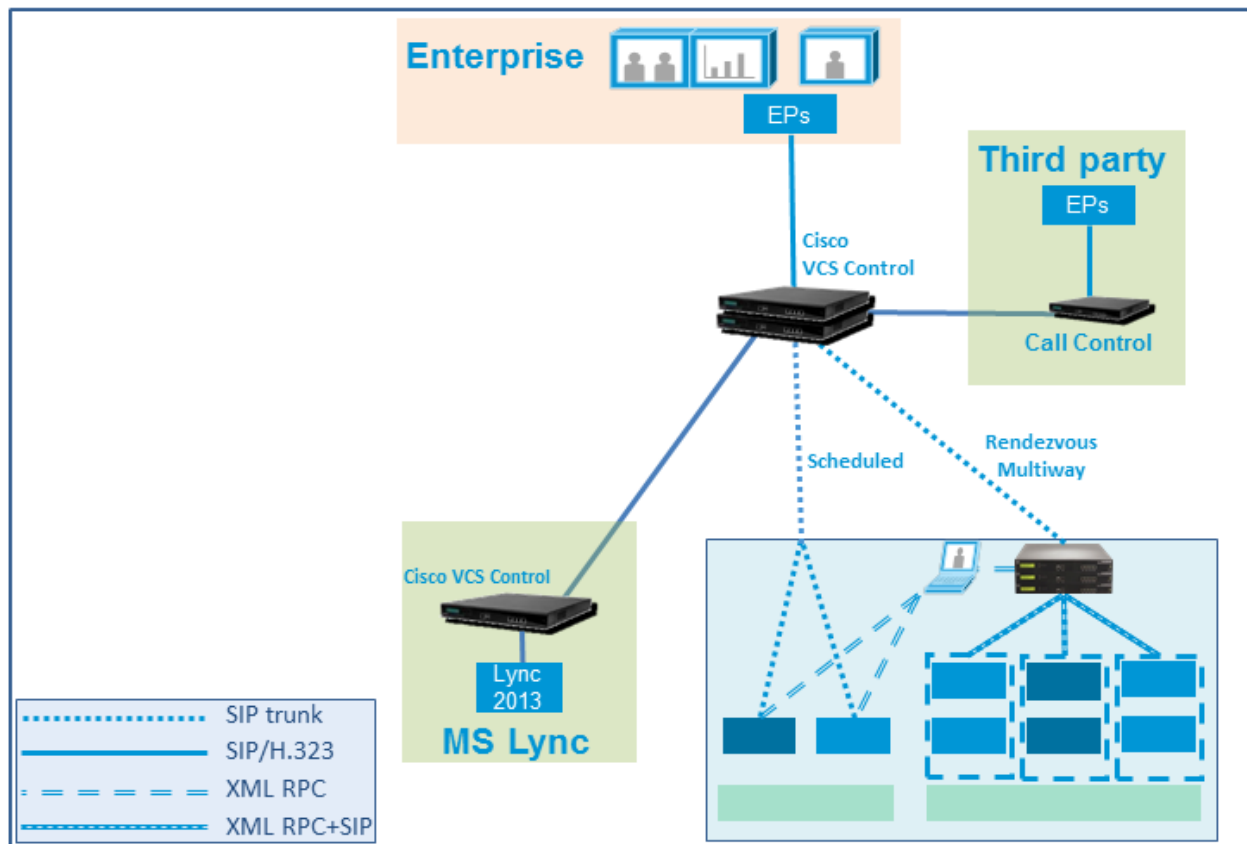 Enterprise
EPs
Third party
EPs
Cisco
VCS Control
Call Control
Rendezvous
Multiway
Scheduled
Cisco VCS Control
Lync
2013
MS Lync
SIP trunk
SIP/H.323
XML RPC
XML RPC+SIP